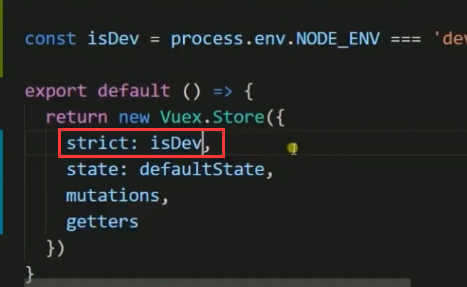 const isDev = process.env.NODE_ENV === 'dev
export default () => {
return new Vuex.Store({
strict: isDev,
state: defaultState,
mutations,
getters
})
}